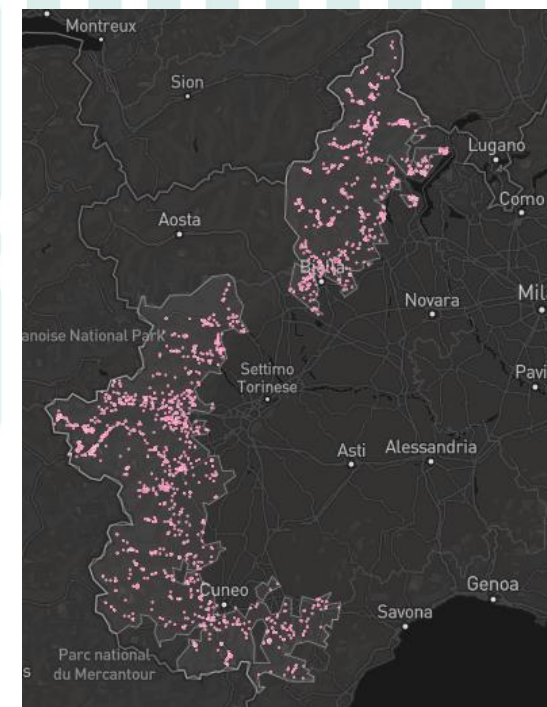 Montreux
Sion
Lugano
Como
Aosta
Biella
Novara
Mil
anoise National Park
Settimo
Torinese
Pavi
Asti
Alessandria
Cuneo
Genoa
Savona
Parc national
du Mercantour
s